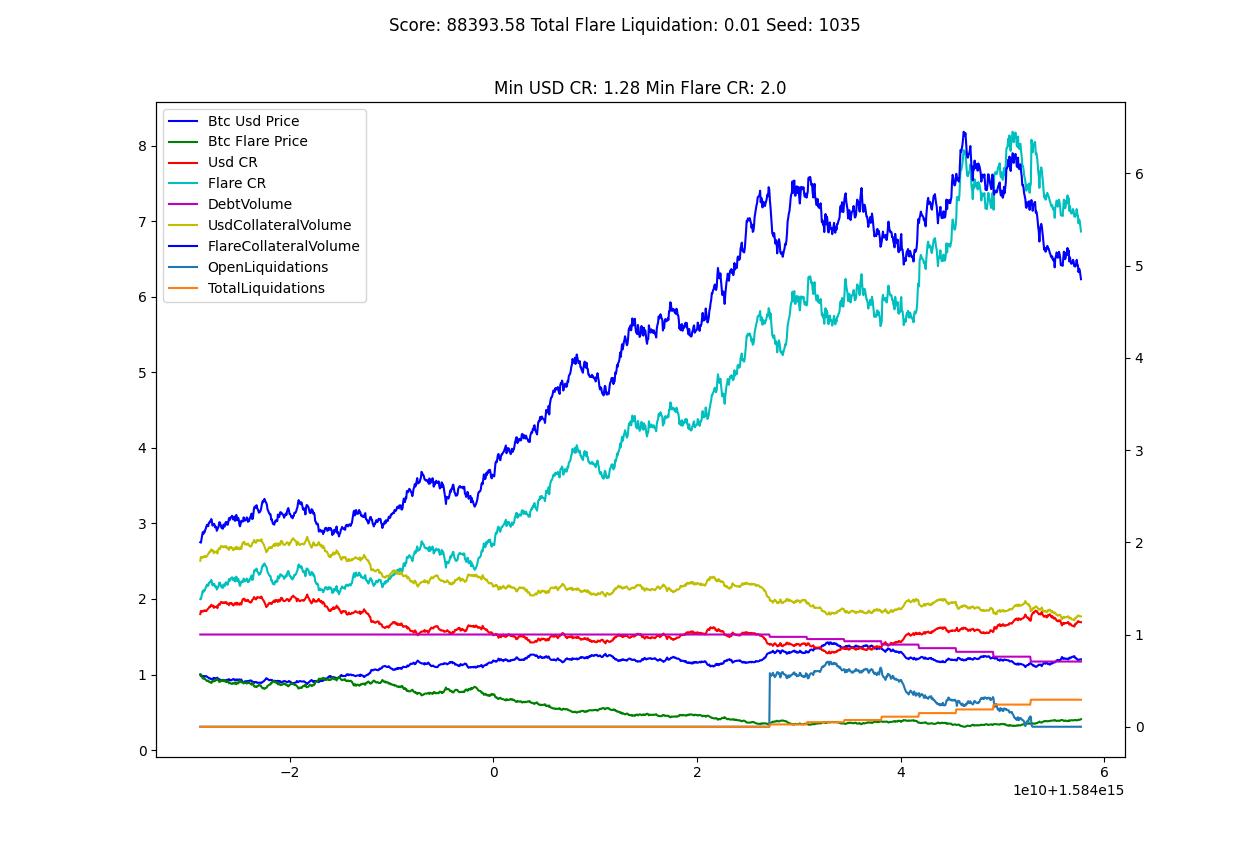 Score: 88393.58 Total Flare Liquidation: 0.01 Seed: 1035
Min USD CR: 1.28 Min Flare CR: 2.0
Btc Usd Price
Btc Flare Price
Usd CR
Flare CR
DebtVolume
UsdCollateralVolume
FlareCollateralVolume
OpenLiquidations
TotalLiquidations
8
7
6
5
4
3
2
1
0
6
5
4
3
2
1
0
−2
0
2
4
6
1e10+1.584e15